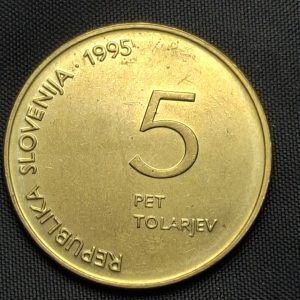 REPUBLIKA SLOVENIJA · 1995
5
PET
TOLARJEV